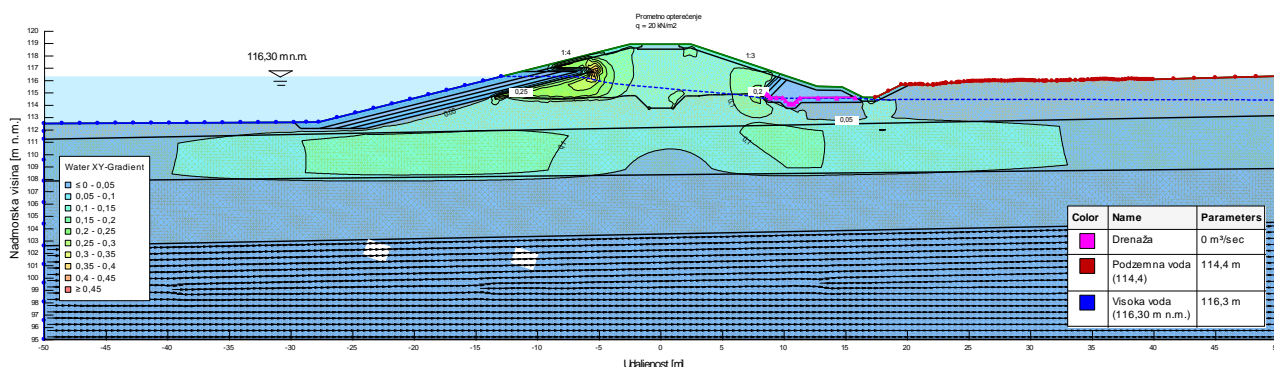 Prometno opterećenje
q = 20 kN/m2
116,30 m n.m.
1:4
1:3
0,25
0,2
0,05
0,05
0,1
Nadmorska visina [m n.m.]
120
119
118
117
116
115
114
113
112
111
110
109
108
107
106
105
104
103
102
101
100
99
98
97
96
95
Water XY-Gradient
≤ 0 - 0,05
0,05 - 0,1
0,1 - 0,15
0,15 - 0,2
0,2 - 0,25
0,25 - 0,3
0,3 - 0,35
0,35 - 0,4
0,4 - 0,45
≥ 0,45
Color Name Parameters
Drenaža 0 m³/sec
Podzemna voda 114,4 m
(114,4)
Visoka voda 116,3 m
(116,30 m n.m.)
-50 -45 -40 -35 -30 -25 -20 -15 -10 -5 0 5 10 15 20 25 30 35 40 45
Udaljenost [m]